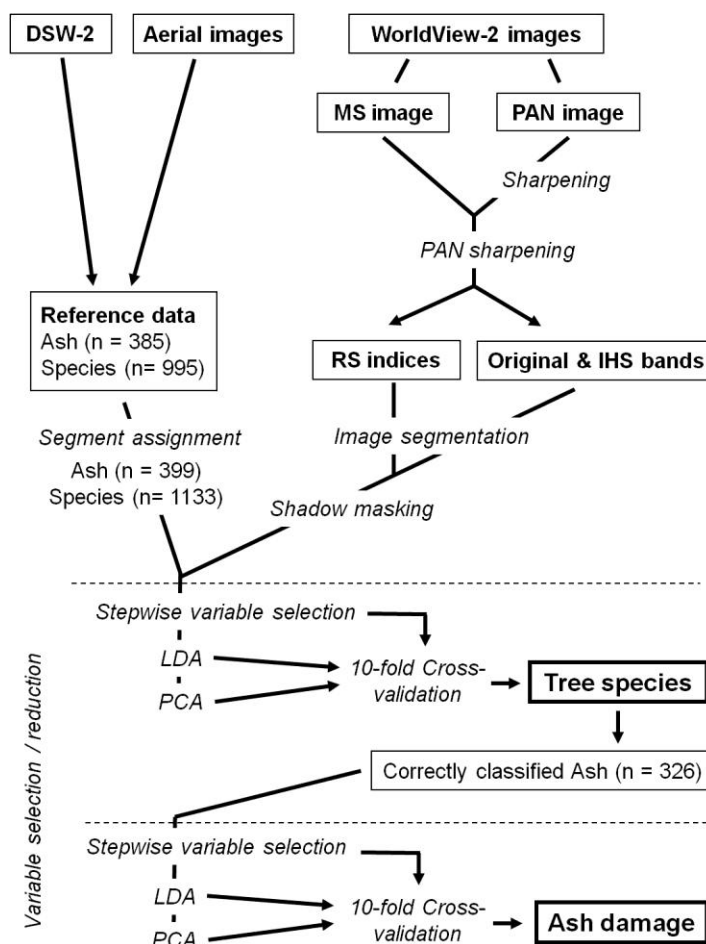 DSW-2
Aerial images
WorldView-2 images
MS image
PAN image
Sharpening
PAN sharpening
Reference data
Ash (n = 385)
Species (n= 995)
RS indices
Original & IHS bands
Segment assignment
Ash (n = 399)
Species (n= 1133)
Image segmentation
Shadow masking
Variable selection / reduction
Stepwise variable selection
LDA
PCA
10-fold Cross-
validation
Tree species
Correctly classified Ash (n = 326)
Stepwise variable selection
LDA
PCA
10-fold Cross-
validation
Ash damage